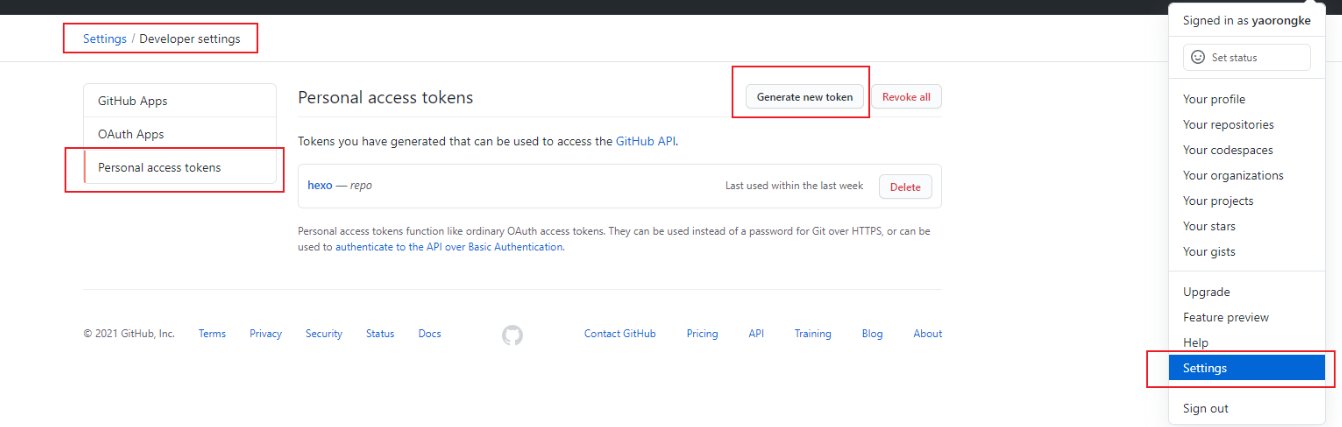 Settings / Developer settings
GitHub Apps
OAuth Apps
Personal access tokens
Personal access tokens
Generate new token
Revoke all
Tokens you have generated that can be used to access the GitHub API.
hexo — repo
Last used within the last week
Delete
Personal access tokens function like ordinary OAuth access tokens. They can be used instead of a password for Git over HTTPS, or can be
used to authenticate to the API over Basic Authentication.
© 2021 GitHub, Inc.
Terms
Privacy
Security
Status
Docs
Contact GitHub
Pricing
API
Training
Blog
About
Signed in as yaorongke
Set status
Your profile
Your repositories
Your codespaces
Your organizations
Your projects
Your stars
Your gists
Upgrade
Feature preview
Help
Settings
Sign out